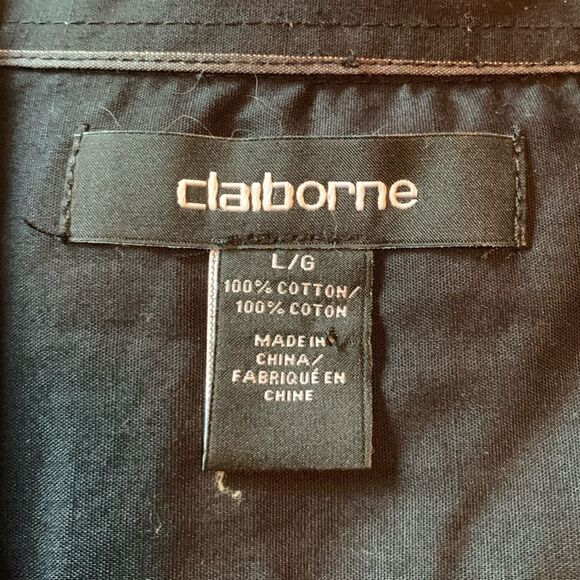 claiborne
L/G
100% COTTON/
100% COTON
MADE IN
CHINA/
FABRIQUÉ EN
CHINE